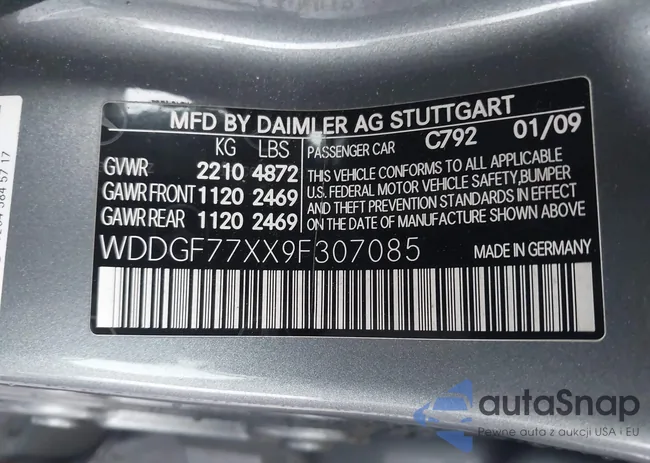 MFD BY DAIMLER AG STUTTGART
KG LBS PASSENGER CAR C792 01/09
GVWR 2210 4872
GAWR FRONT 1120 2469
GAWR REAR 1120 2469
THIS VEHICLE CONFORMS TO ALL APPLICABLE
U.S. FEDERAL MOTOR VEHICLE SAFETY, BUMPER
AND THEFT PREVENTION STANDARDS IN EFFECT
ON THE DATE OF MANUFACTURE SHOWN ABOVE.
WDDGF77XX9F307085 MADE IN GERMANY
autoSnap
Pewne auto z aukcji USA i EU